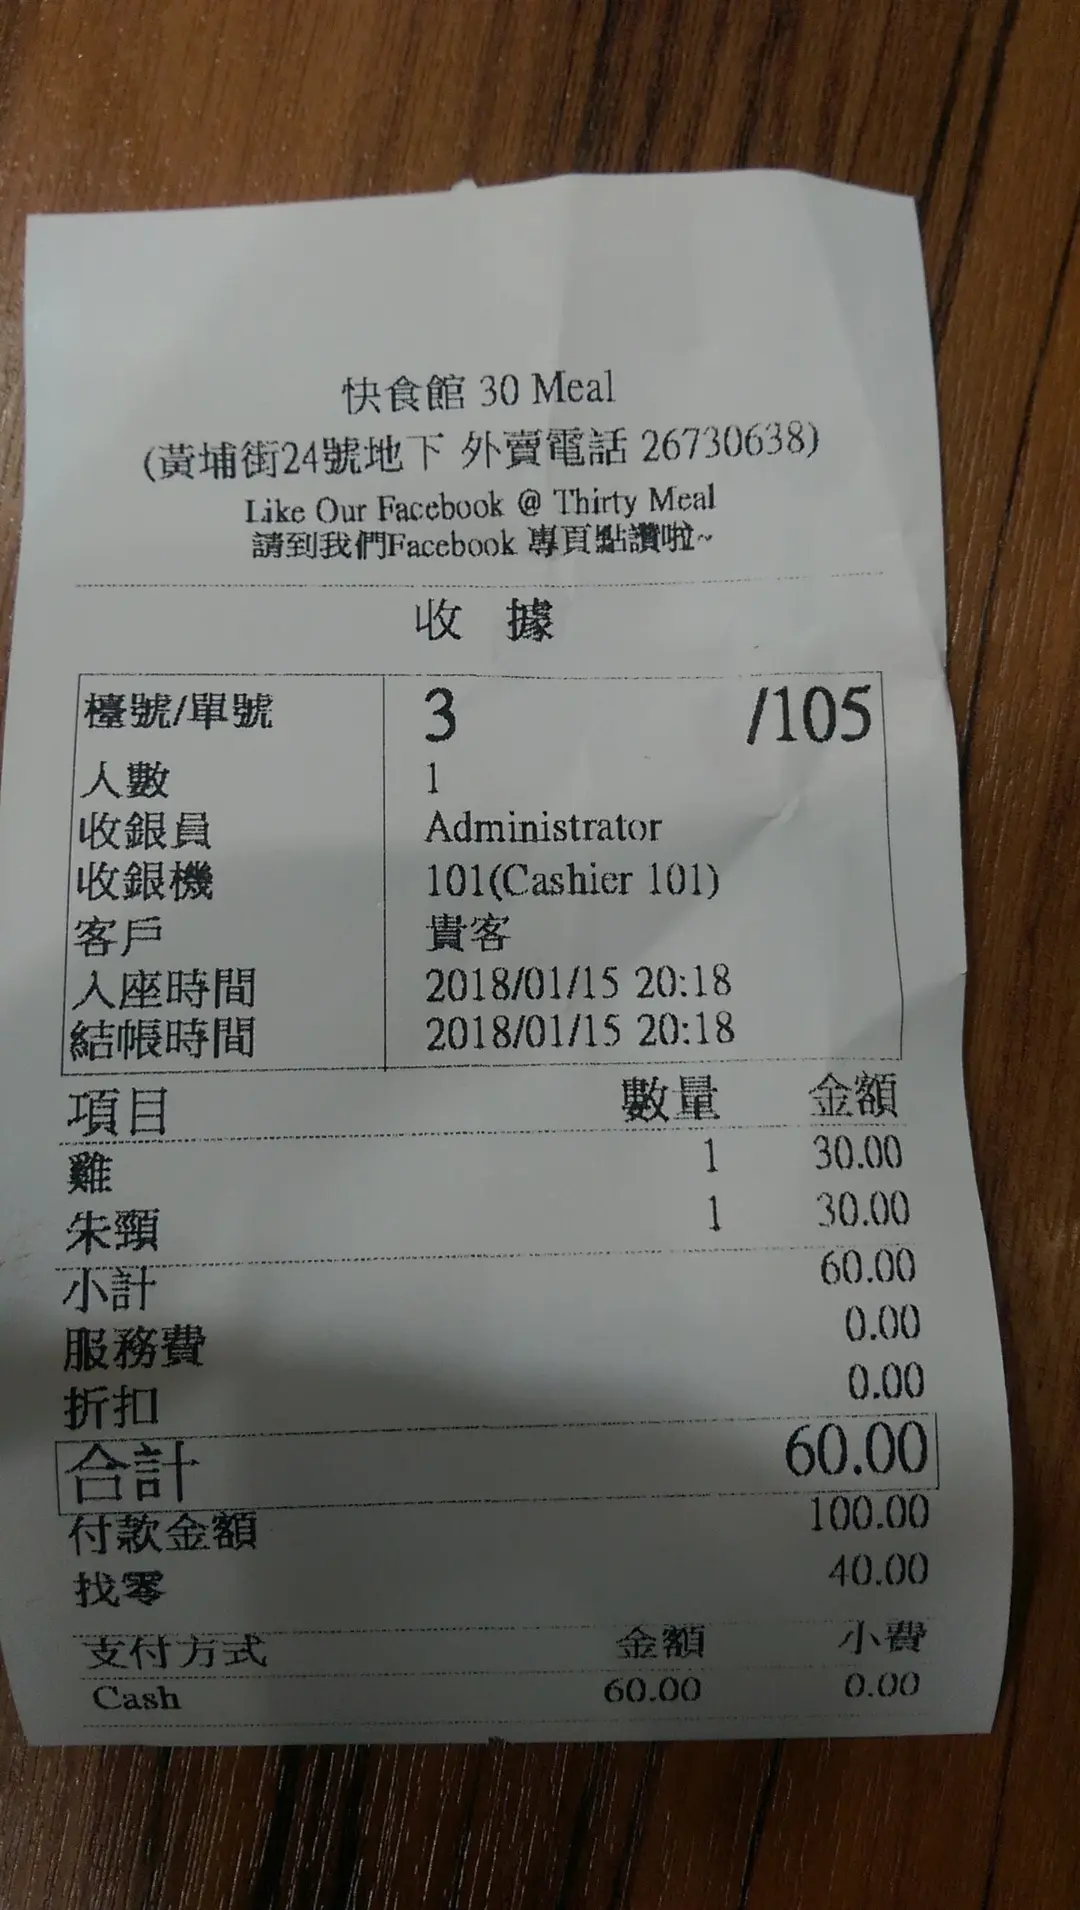 快食館 30 Meal
(黃埔街24號地下 外賣電話 26730638)
Like Our Facebook @ Thirty Meal
請到我們Facebook 專頁點讚啦~
收 據
檯號/單號 3 /105
人數 1
收銀員 Administrator
收銀機 101(Cashier 101)
客戶 貴客
入座時間 2018/01/15 20:18
結帳時間 2018/01/15 20:18
項目 數量 金額
雞 1 30.00
朱頸 1 30.00
小計 60.00
服務費 0.00
折扣 0.00
合計 60.00
付款金額 100.00
找零 40.00
支付方式 金額 小費
Cash 60.00 0.00